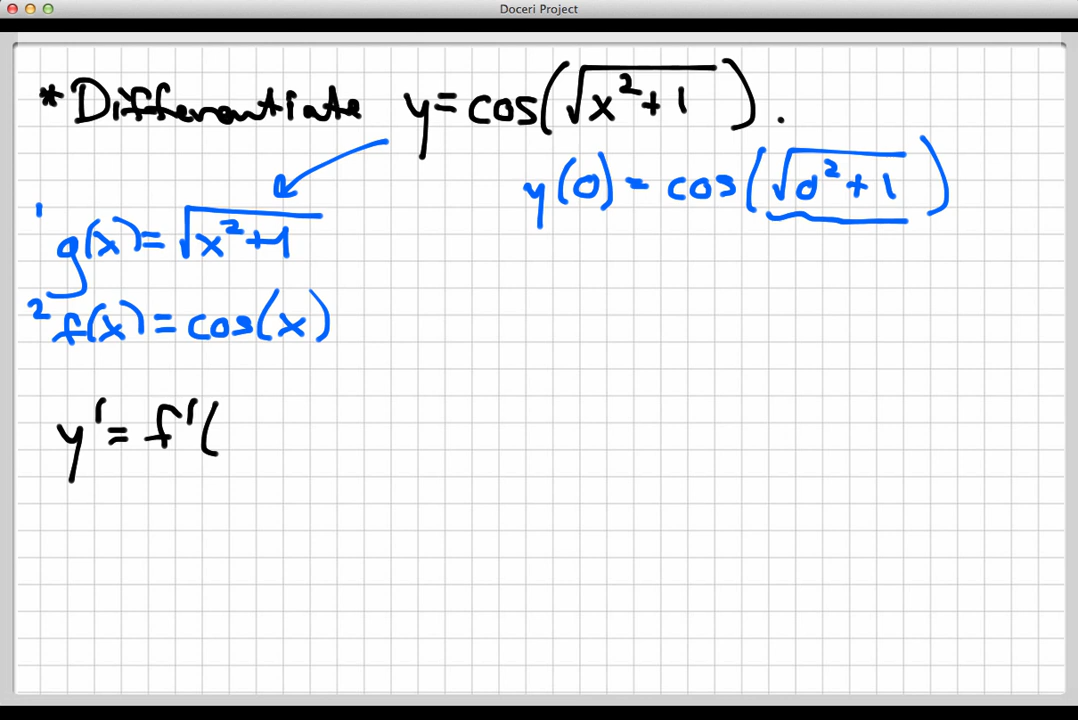 Doceri Project
*Differentiate y=cos(√(x²+1)).
y(0)=cos(√(0²+1))
1 g(x)=√(x²+1)
2 f(x)=cos(x)
y'=f'(